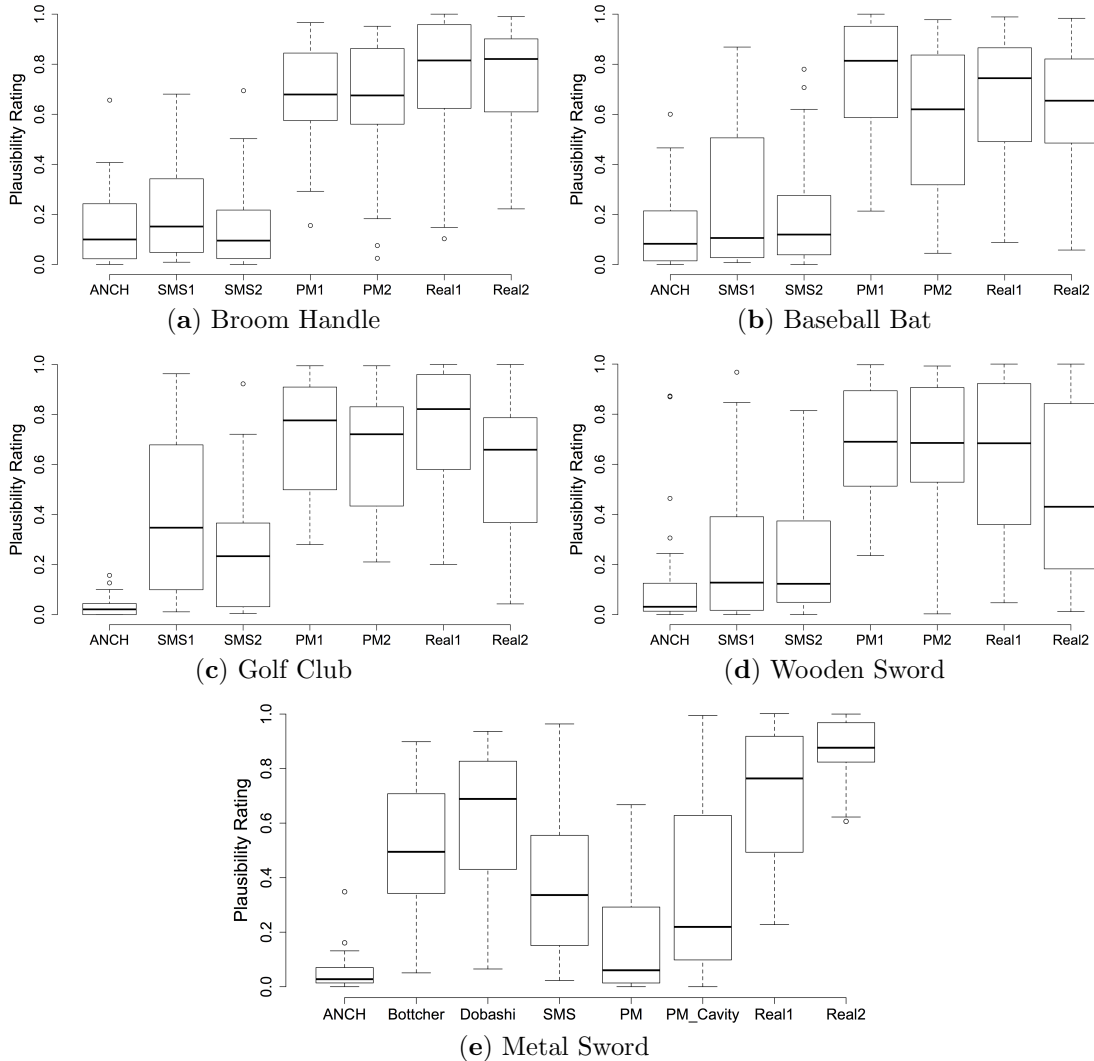 Plausibility Rating
0.0 0.2 0.4 0.6 0.8 1.0
ANCH SMS1 SMS2 PM1 PM2 Real1 Real2
(a) Broom Handle
Plausibility Rating
0.0 0.2 0.4 0.6 0.8 1.0
ANCH SMS1 SMS2 PM1 PM2 Real1 Real2
(b) Baseball Bat
Plausibility Rating
0.0 0.2 0.4 0.6 0.8 1.0
ANCH SMS1 SMS2 PM1 PM2 Real1 Real2
(c) Golf Club
Plausibility Rating
0.0 0.2 0.4 0.6 0.8 1.0
ANCH SMS1 SMS2 PM1 PM2 Real1 Real2
(d) Wooden Sword
Plausibility Rating
0.0 0.2 0.4 0.6 0.8 1.0
ANCH Bottcher Dobashi SMS PM PM_Cavity Real1 Real2
(e) Metal Sword